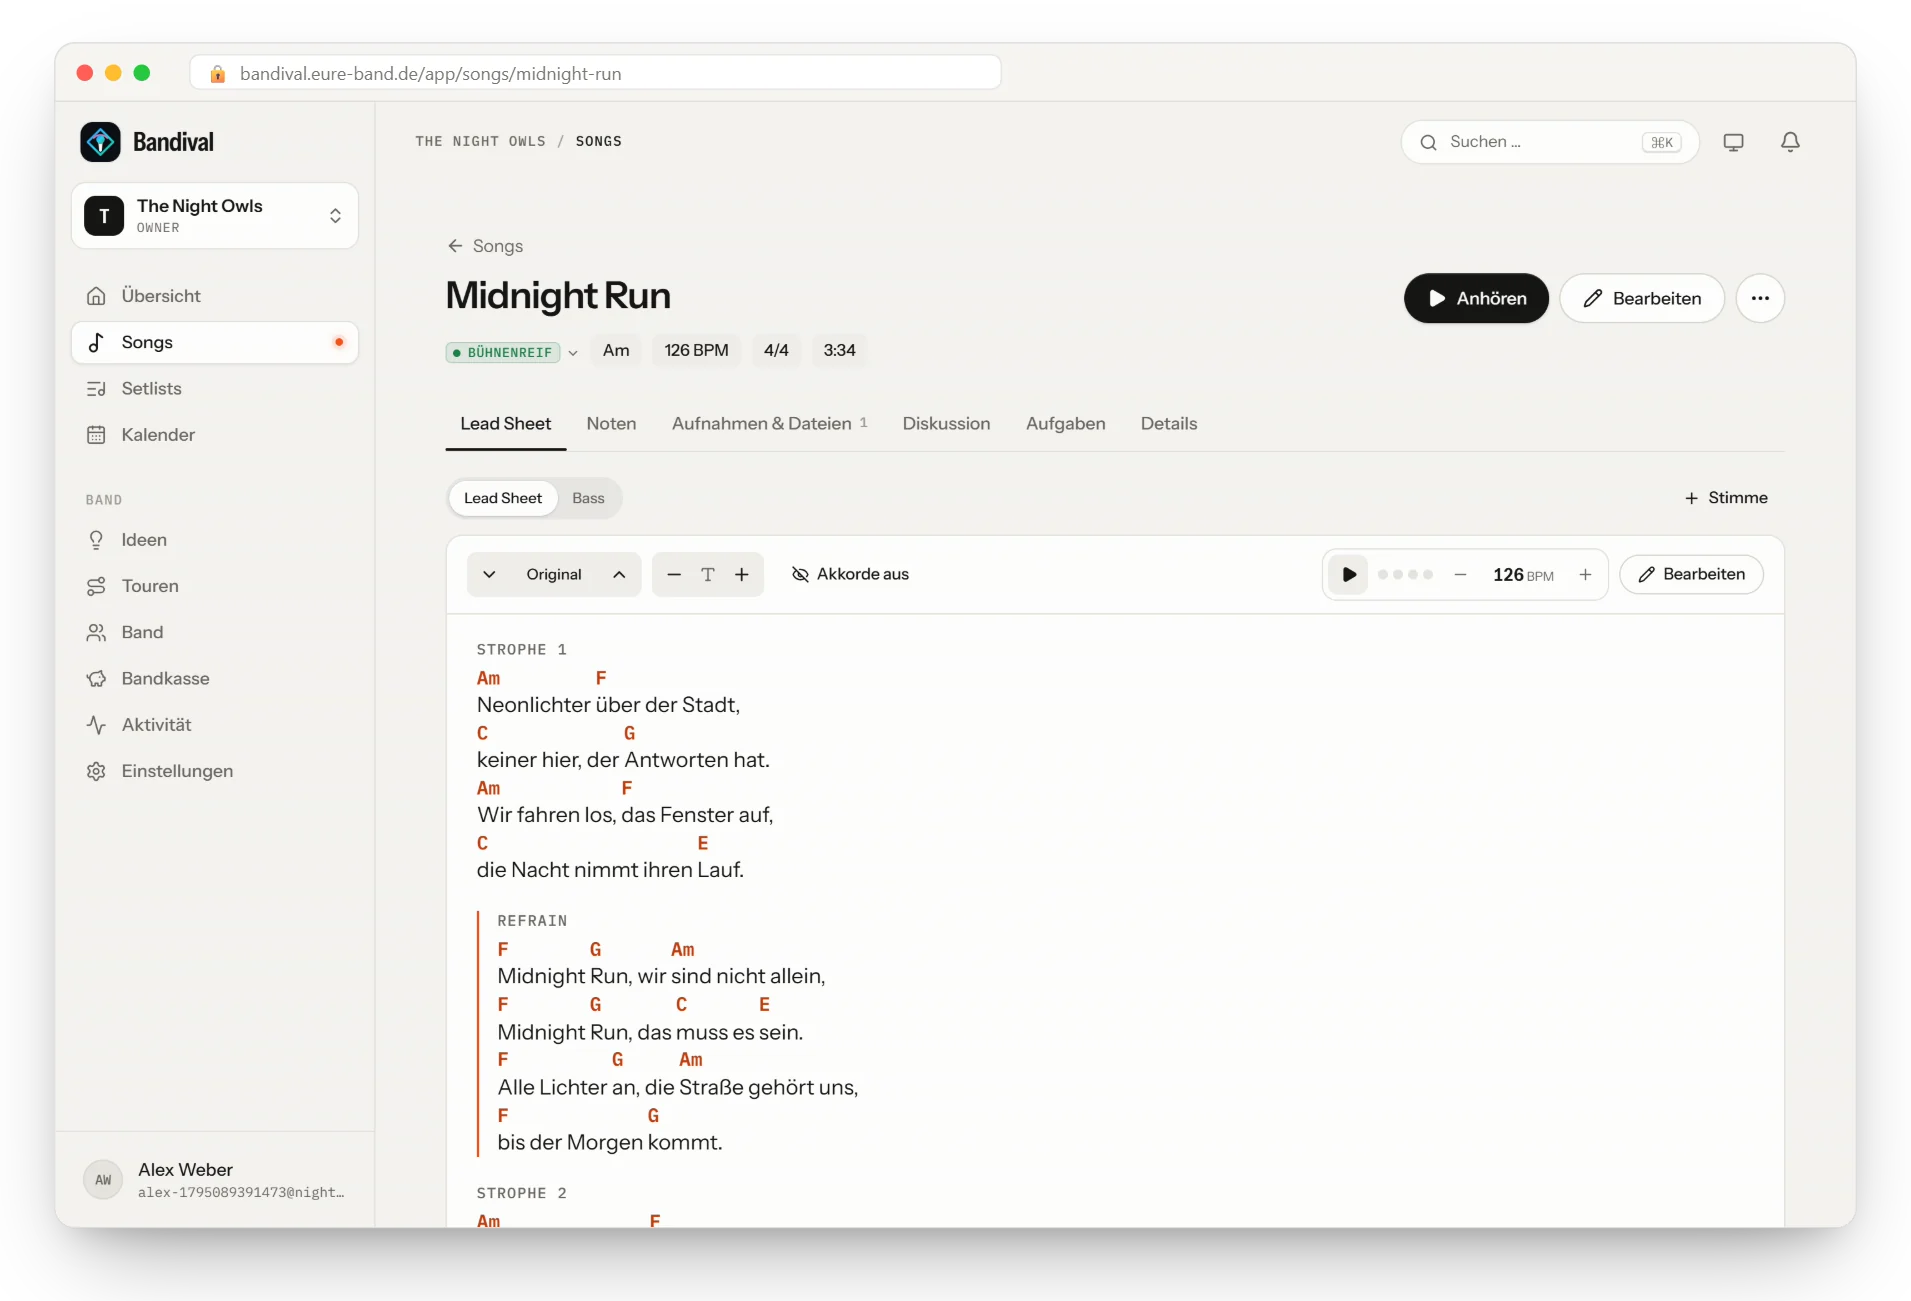 bandival.eure-band.de/app/songs/midnight-run
Bandival
THE NIGHT OWLS / SONGS
Suchen ...
⌘K
T
The Night Owls
OWNER
Übersicht
Songs
Setlists
Kalender
BAND
Ideen
Touren
Band
Bandkasse
Aktivität
Einstellungen
AW
Alex Weber
alex-1795089391473@night…
Songs
Midnight Run
Anhören
Bearbeiten
BÜHNENREIF
Am
126 BPM
4/4
3:34
Lead Sheet
Noten
Aufnahmen & Dateien 1
Diskussion
Aufgaben
Details
Lead Sheet
Bass
+ Stimme
Original
− T +
Akkorde aus
− 126 BPM +
Bearbeiten
STROPHE 1
Am F
Neonlichter über der Stadt,
C G
keiner hier, der Antworten hat.
Am F
Wir fahren los, das Fenster auf,
C E
die Nacht nimmt ihren Lauf.
REFRAIN
F G Am
Midnight Run, wir sind nicht allein,
F G C E
Midnight Run, das muss es sein.
F G Am
Alle Lichter an, die Straße gehört uns,
F G
bis der Morgen kommt.
STROPHE 2
Am F